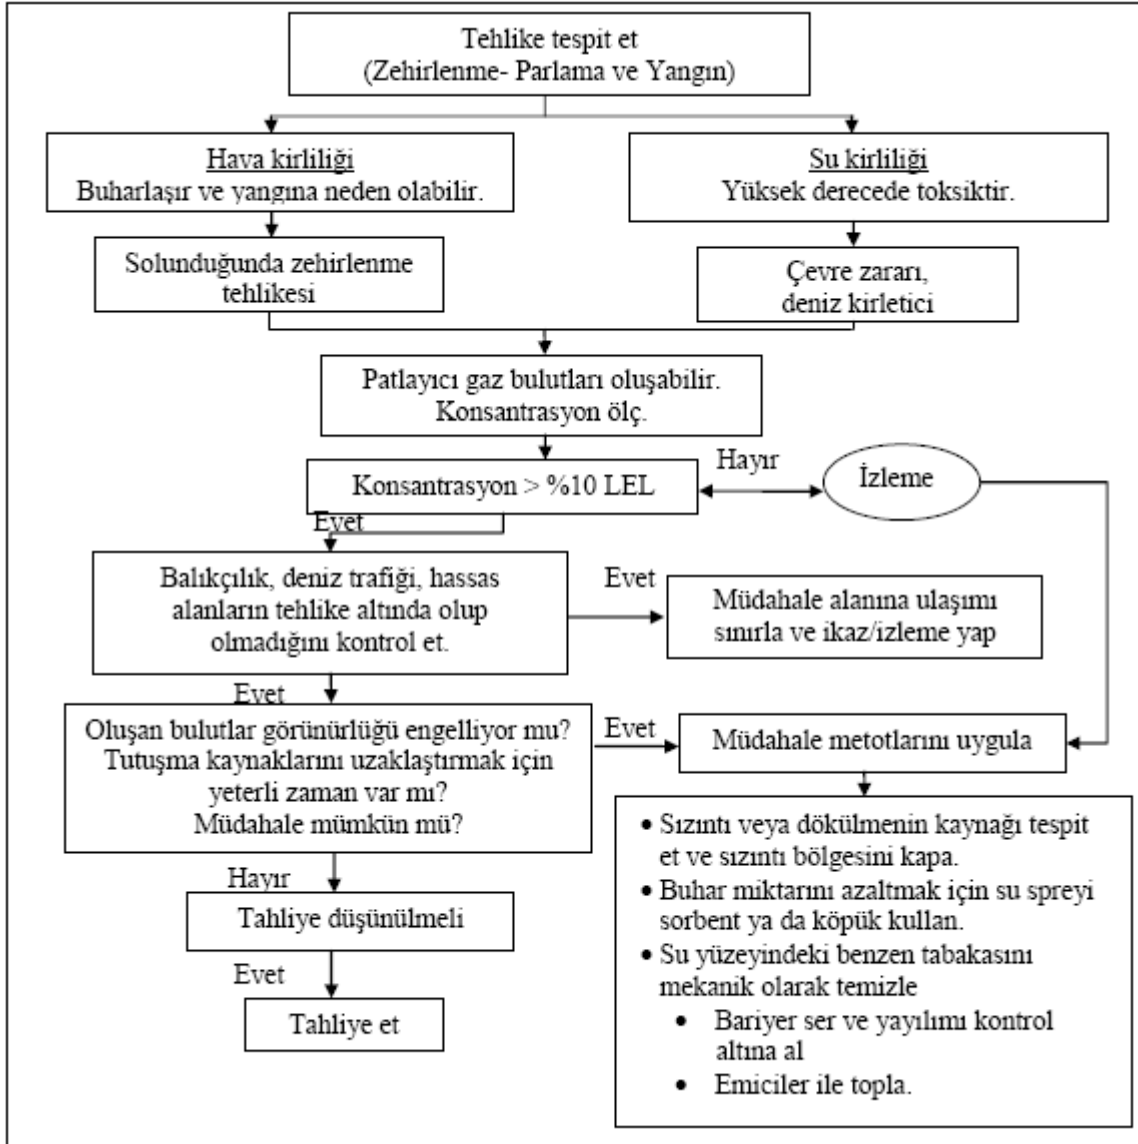 Tehlike tespit et
(Zehirlenme- Parlama ve Yangın)
Hava kirliliği
Buharlaşır ve yangına neden olabilir.
Su kirliliği
Yüksek derecede toksiktir.
Solunduğunda zehirlenme
tehlikesi
Çevre zararı,
deniz kirletici
Patlayıcı gaz bulutları oluşabilir.
Konsantrasyon ölç.
Konsantrasyon > %10 LEL
Hayır
İzleme
Evet
Balıkçılık, deniz trafiği, hassas
alanların tehlike altında olup
olmadığını kontrol et.
Evet
Müdahale alanına ulaşımı
sınırla ve ikaz/izleme yap
Evet
Oluşan bulutlar görünürlüğü engelliyor mu?
Tutuşma kaynaklarını uzaklaştırmak için
yeterli zaman var mı?
Müdahale mümkün mü?
Evet
Müdahale metotlarını uygula
Hayır
Tahliye düşünülmeli
Evet
Tahliye et
• Sızıntı veya dökülmenin kaynağı tespit
et ve sızıntı bölgesini kapa.
• Buhar miktarını azaltmak için su spreyi
sorbent ya da köpük kullan.
• Su yüzeyindeki benzen tabakasını
mekanik olarak temizle
• Bariyer ser ve yayılımı kontrol
altına al
• Emiciler ile topla.